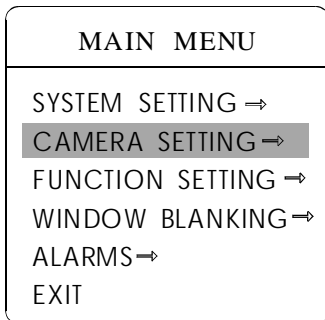 MAIN MENU
SYSTEM SETTING ⇒
CAMERA SETTING ⇒
FUNCTION SETTING ⇒
WINDOW BLANKING ⇒
ALARMS ⇒
EXIT